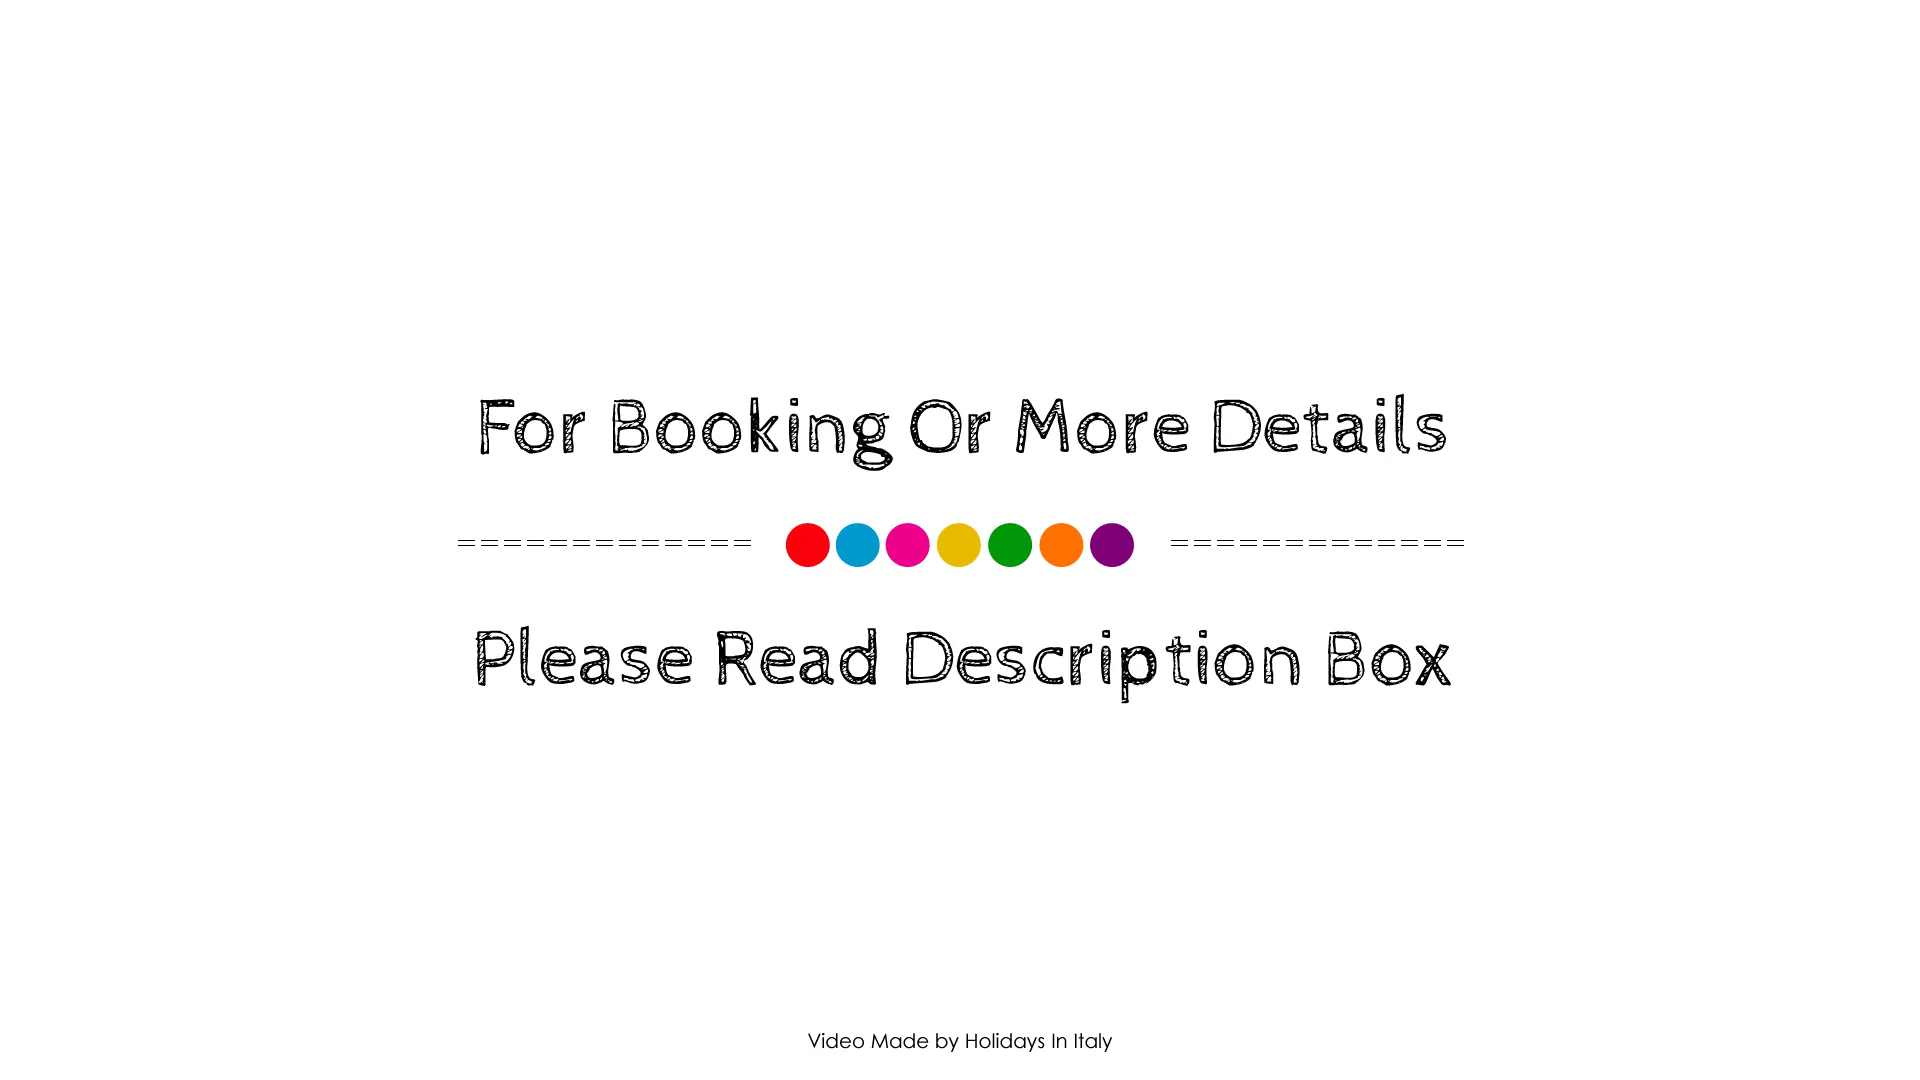 For Booking Or More Details
============= =============
Please Read Description Box
Video Made by Holidays In Italy